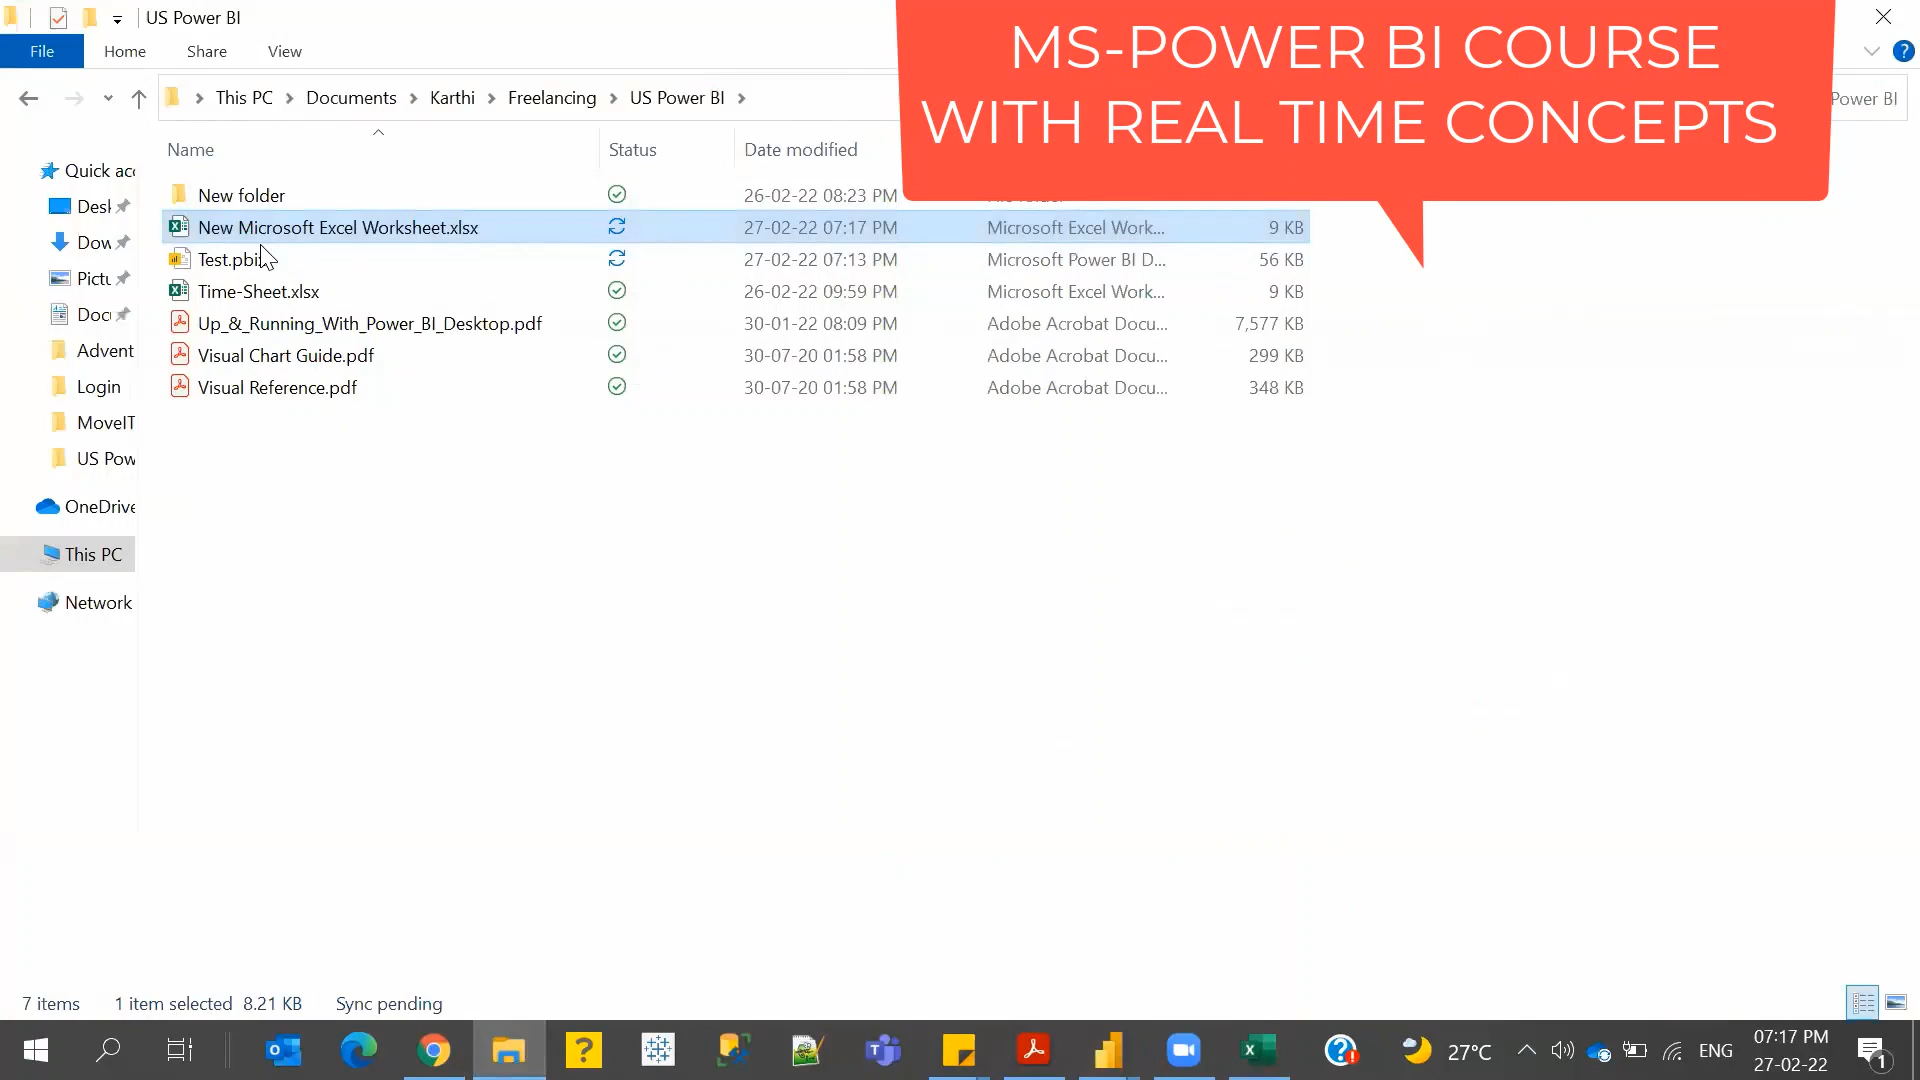 US Power BI
File Home Share View
MS-POWER BI COURSE
WITH REAL TIME CONCEPTS
This PC Documents Karthi Freelancing US Power BI
Power BI
Name Status Date modified
New folder 26-02-22 08:23 PM
New Microsoft Excel Worksheet.xlsx 27-02-22 07:17 PM Microsoft Excel Work... 9 KB
Test.pbi 27-02-22 07:13 PM Microsoft Power BI D... 56 KB
Time-Sheet.xlsx 26-02-22 09:59 PM Microsoft Excel Work... 9 KB
Up_&_Running_With_Power_BI_Desktop.pdf 30-01-22 08:09 PM Adobe Acrobat Docu... 7,577 KB
Visual Chart Guide.pdf 30-07-20 01:58 PM Adobe Acrobat Docu... 299 KB
Visual Reference.pdf 30-07-20 01:58 PM Adobe Acrobat Docu... 348 KB
Quick acc
Desk
Dow
Pictu
Docu
Advent
Login
MoveIT
US Pow
OneDrive
This PC
Network
7 items 1 item selected 8.21 KB Sync pending
27°C ENG 07:17 PM
27-02-22
1